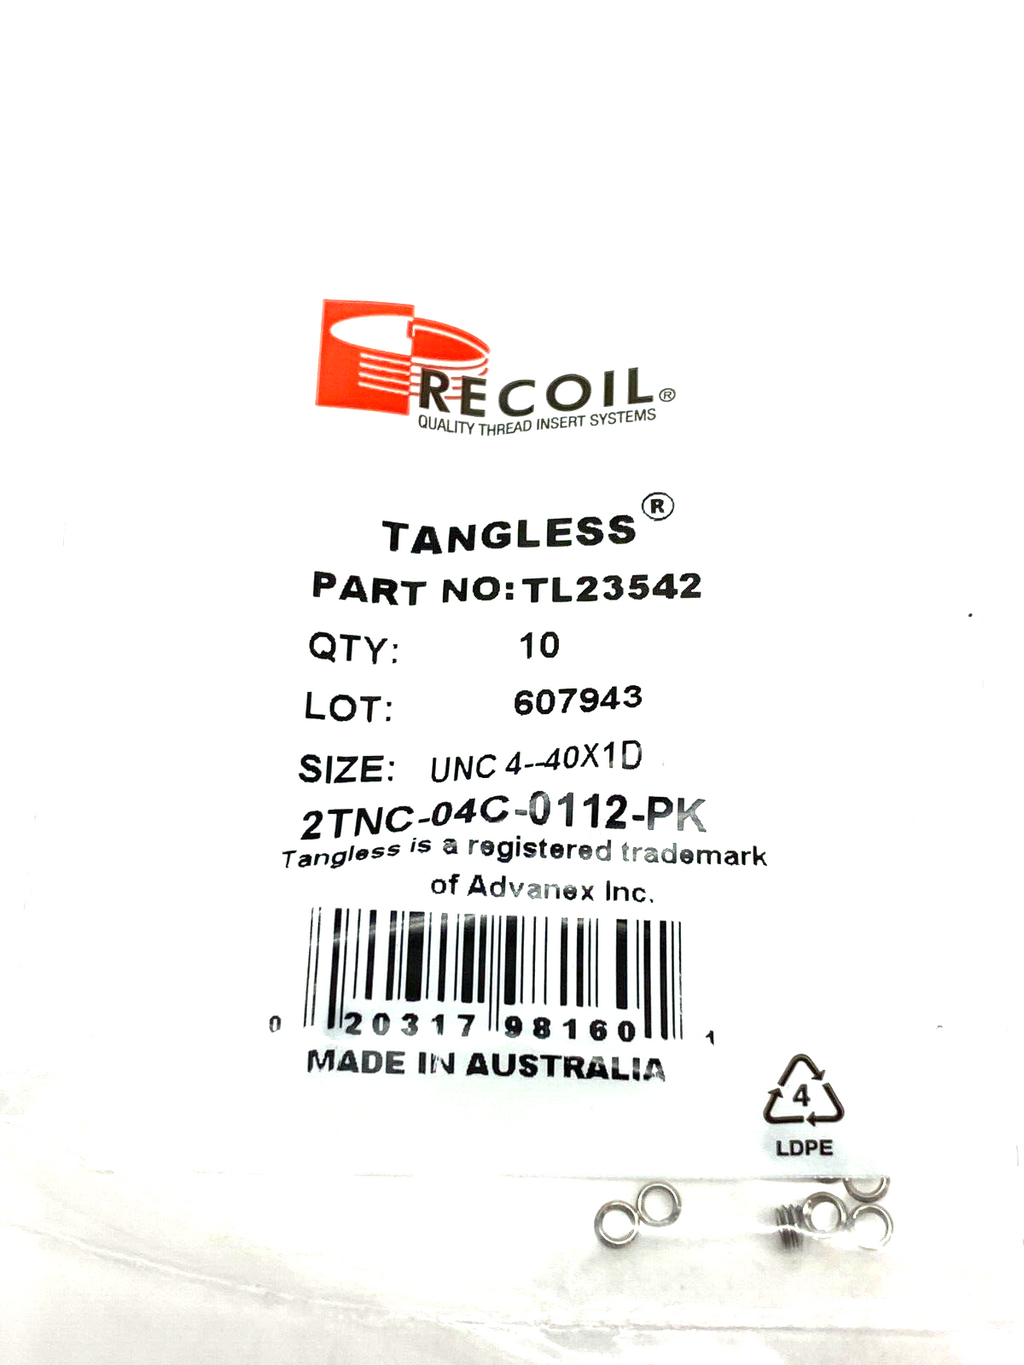 RECOIL®
QUALITY THREAD INSERT SYSTEMS
TANGLESS®
PART NO: TL23542
QTY: 10
LOT: 607943
SIZE: UNC 4--40X1D
2TNC-04C-0112-PK
Tangless is a registered trademark
of Advanex Inc.
0 20317 98160 1
MADE IN AUSTRALIA
4
LDPE